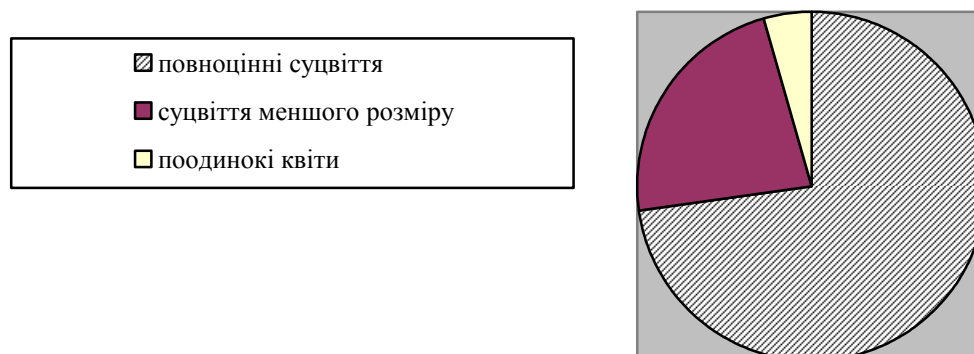 повноцінні суцвіття
суцвіття меншого розміру
поодинокі квіти